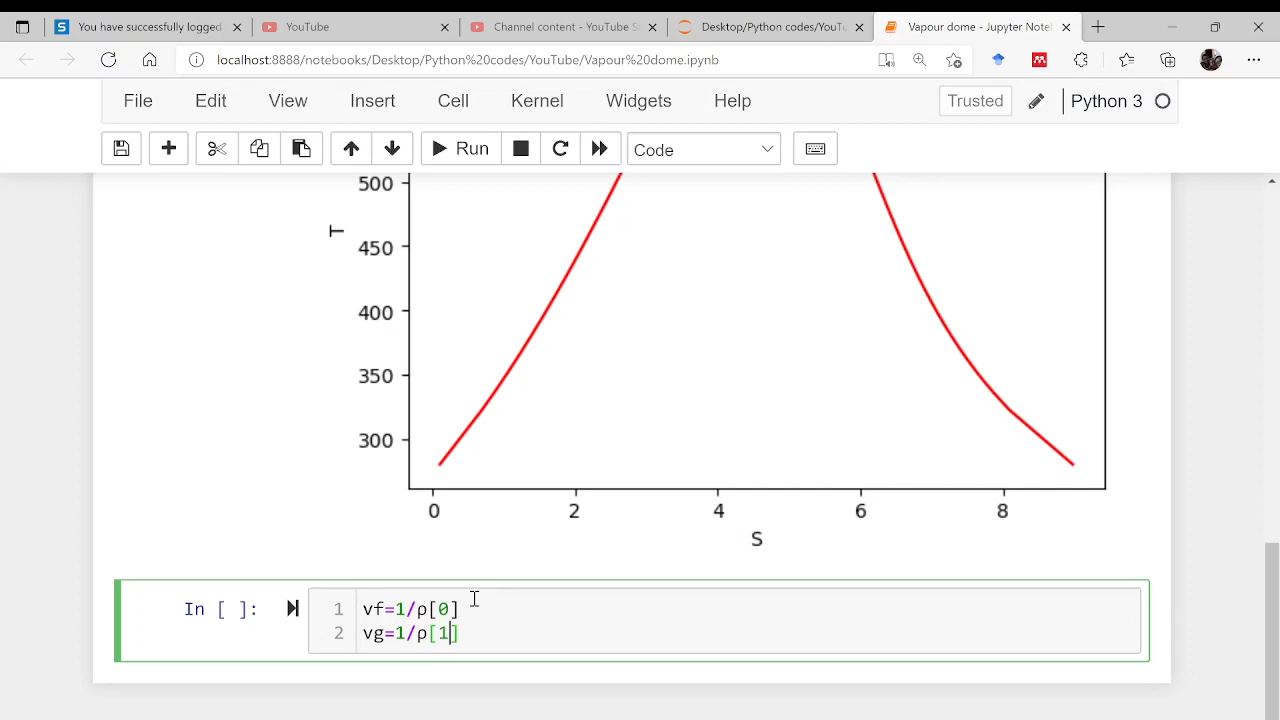 You have successfully logged
YouTube
Channel content - YouTube S
Desktop/Python codes/YouTu
Vapour dome - Jupyter Noteb
localhost:8888/notebooks/Desktop/Python%20codes/YouTube/Vapour%20dome.ipynb
File Edit View Insert Cell Kernel Widgets Help
Trusted
Python 3
Run
Code
500
T
450
400
350
300
0 2 4 6 8
S
In [ ]:
1 vf=1/ρ[0]
2 vg=1/ρ[1]